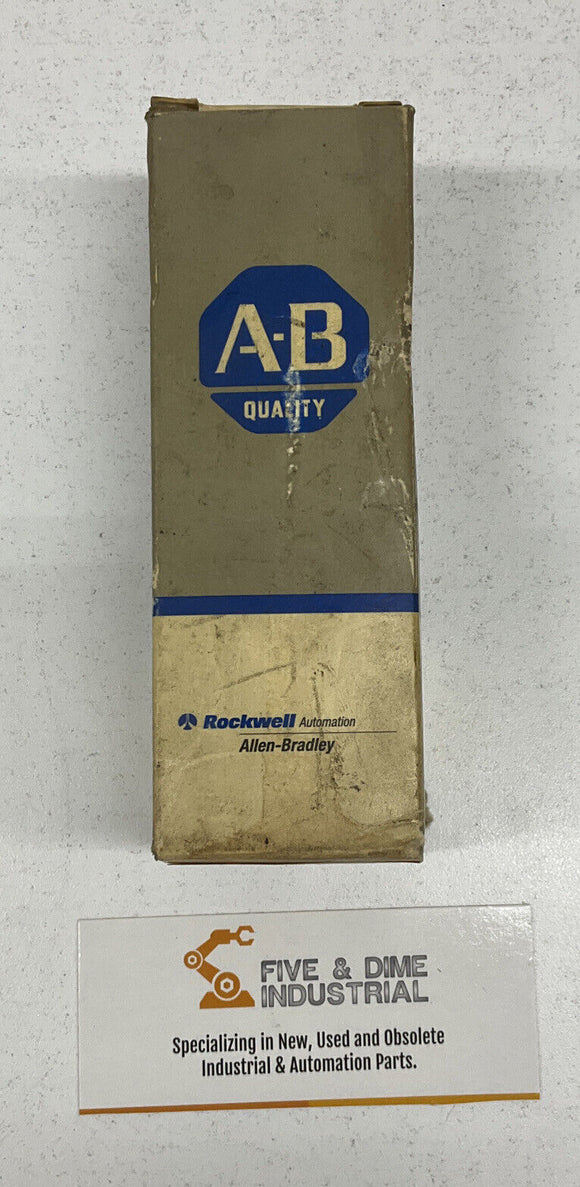 A-B
QUALITY
Rockwell Automation
Allen-Bradley
FIVE & DIME
INDUSTRIAL
Specializing in New, Used and Obsolete
Industrial & Automation Parts.